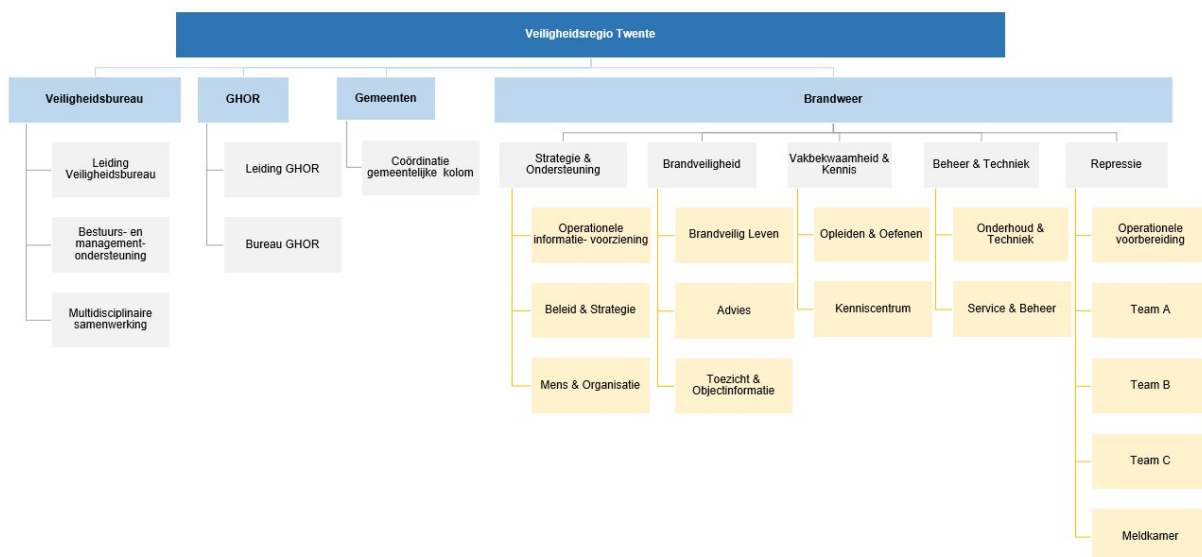 Veiligheidsregio Twente
Veiligheidsbureau
GHOR
Gemeenten
Brandweer
Leiding
Veiligheidsbureau
Bestuurs- en
management-
ondersteuning
Multidisciplinaire
samenwerking
Leiding GHOR
Bureau GHOR
Coördinatie
gemeentelijke kolom
Strategie &
Ondersteuning
Operationele
informatie- voorziening
Beleid & Strategie
Mens & Organisatie
Brandveiligheid
Brandveilig Leven
Advies
Toezicht &
Objectinformatie
Vakbekwaamheid &
Kennis
Opleiden & Oefenen
Kenniscentrum
Beheer & Techniek
Onderhoud &
Techniek
Service & Beheer
Repressie
Operationele
voorbereiding
Team A
Team B
Team C
Meldkamer